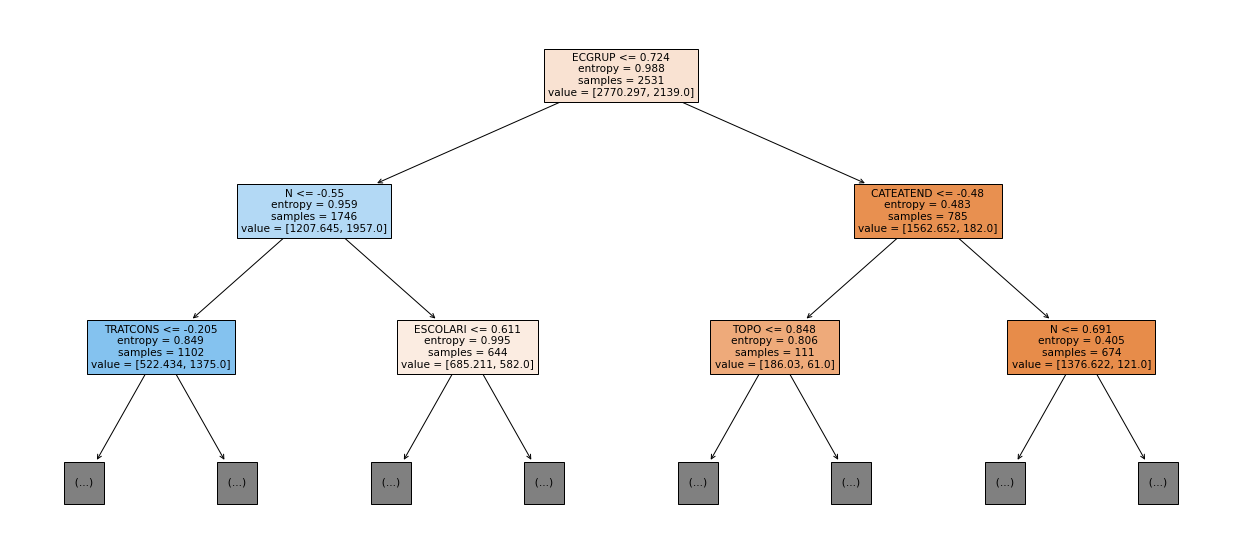 ECGRUP <= 0.724
entropy = 0.988
samples = 2531
value = [2770.297, 2139.0]
N <= -0.55
entropy = 0.959
samples = 1746
value = [1207.645, 1957.0]
CATEATEND <= -0.48
entropy = 0.483
samples = 785
value = [1562.652, 182.0]
TRATCONS <= -0.205
entropy = 0.849
samples = 1102
value = [522.434, 1375.0]
ESCOLARI <= 0.611
entropy = 0.995
samples = 644
value = [685.211, 582.0]
TOPO <= 0.848
entropy = 0.806
samples = 111
value = [186.03, 61.0]
N <= 0.691
entropy = 0.405
samples = 674
value = [1376.622, 121.0]
(...)
(...)
(...)
(...)
(...)
(...)
(...)
(...)